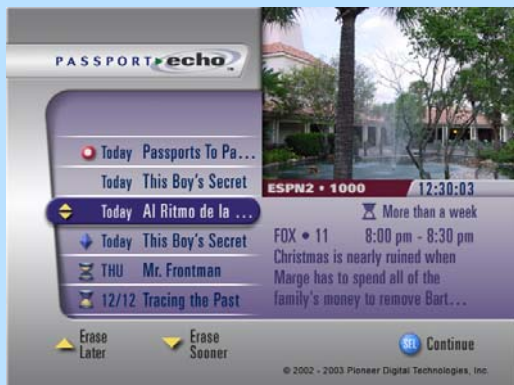 PASSPORT echo™
Today Passports To Pa...
Today This Boy's Secret
Today Al Ritmo de la ...
Today This Boy's Secret
THU Mr. Frontman
12/12 Tracing the Past
Erase Later
Erase Sooner
ESPN2 • 1000 12:30:03
More than a week
FOX • 11 8:00 pm - 8:30 pm
Christmas is nearly ruined when
Marge has to spend all of the
family's money to remove Bart...
SEL Continue
© 2002 - 2003 Pioneer Digital Technologies, Inc.